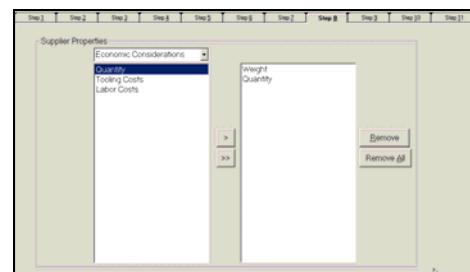 Step 1 Step 2 Step 3 Step 4 Step 5 Step 6 Step 7 Step 8 Step 9 Step 10 Step 11
Supplier Properties
Economic Considerations
Quantity
Tooling Costs
Labor Costs
>
>>
Weight
Quantity
Remove
Remove All